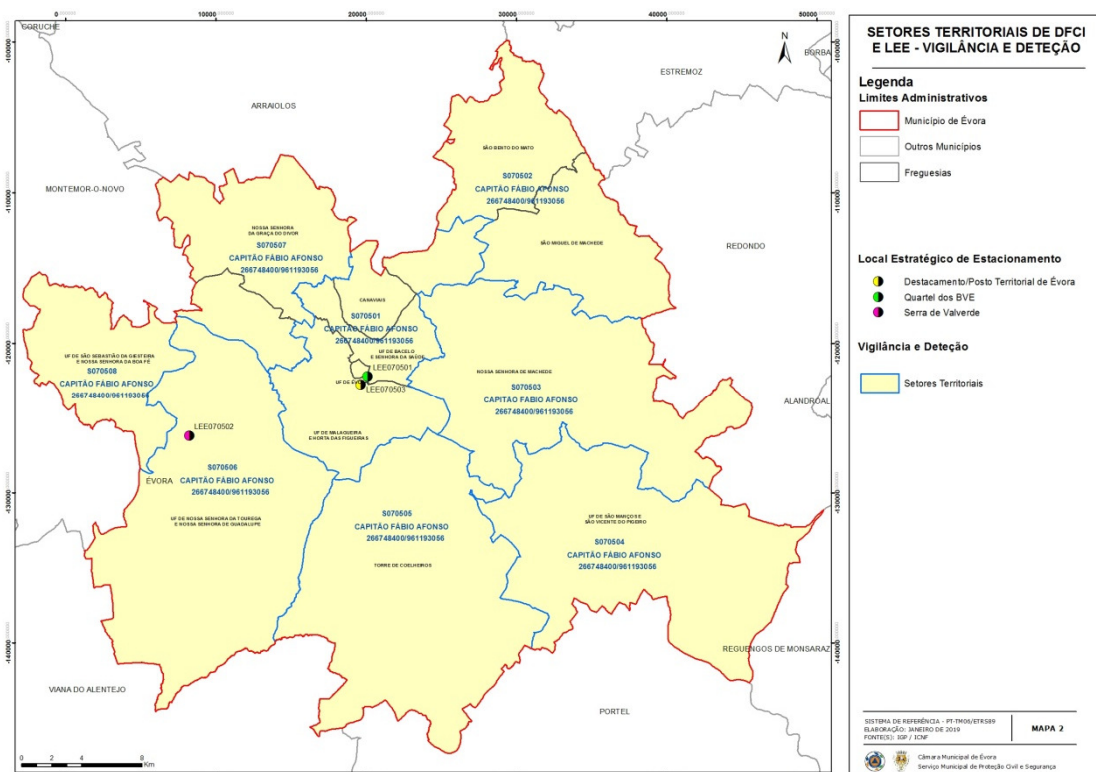 0
10000
20000
30000
40000
50000
CORUCHE
N
BORBA
ESTREMOZ
ARRAIOLOS
SÃO BENTO DO MATO
S070502
CAPITÃO FÁBIO AFONSO
266748400/961193056
MONTEMOR-O-NOVO
-110000
NOSSA SENHORA
DA GRAÇA DO DIVOR
S070507
CAPITÃO FÁBIO AFONSO
266748400/961193056
SÃO MIGUEL DE MACHEDE
REDONDO
CANAVIAIS
S070501
CAPITÃO FÁBIO AFONSO
266748400/961193056
-120000
UF DE BACELO
E SENHORA DA SAÚDE
UF DE SÃO SEBASTIÃO DA GIESTEIRA
E NOSSA SENHORA DA BOA FÉ
S070508
CAPITÃO FÁBIO AFONSO
266748400/961193056
LEE070501
LEE070503
NOSSA SENHORA DE MACHEDE
S070503
CAPITÃO FÁBIO AFONSO
266748400/961193056
ALANDROAL
LEE070502
UF DE MALAGUEIRA
E HORTA DAS FIGUEIRAS
S070506
CAPITÃO FÁBIO AFONSO
266748400/961193056
ÉVORA
-130000
UF DE NOSSA SENHORA DA TOUREGA
E NOSSA SENHORA DE GUADALUPE
S070505
CAPITÃO FÁBIO AFONSO
266748400/961193056
TORRE DE COELHEIROS
UF DE SÃO MANÇOS E
SÃO VICENTE DO PIGEIRO
S070504
CAPITÃO FÁBIO AFONSO
266748400/961193056
-140000
REGUENGOS DE MONSARAZ
VIANA DO ALENTEJO
PORTEL
0 2 4 8
Km
SETORES TERRITORIAIS DE DFCI
E LEE - VIGILÂNCIA E DETEÇÃO
Legenda
Limites Administrativos
Município de Évora
Outros Municípios
Freguesias
Local Estratégico de Estacionamento
Destacamento/Posto Territorial de Évora
Quartel dos BVE
Serra de Valverde
Vigilância e Deteção
Setores Territoriais
SISTEMA DE REFERÊNCIA - PT-TM06/ETRS89
ELABORAÇÃO: JANEIRO DE 2019
FONTE(S): IGP / ICNF
MAPA 2
Câmara Municipal de Évora
Serviço Municipal de Proteção Civil e Segurança